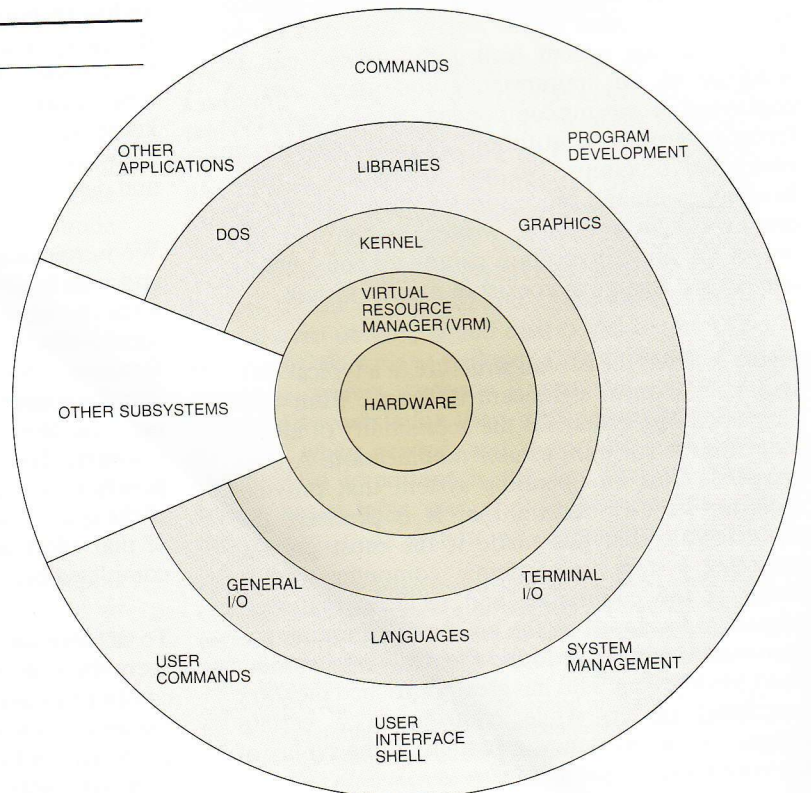 COMMANDS
OTHER
APPLICATIONS
PROGRAM
DEVELOPMENT
LIBRARIES
DOS
GRAPHICS
KERNEL
VIRTUAL
RESOURCE
MANAGER (VRM)
HARDWARE
OTHER SUBSYSTEMS
GENERAL
I/O
TERMINAL
I/O
LANGUAGES
USER
COMMANDS
SYSTEM
MANAGEMENT
USER
INTERFACE
SHELL